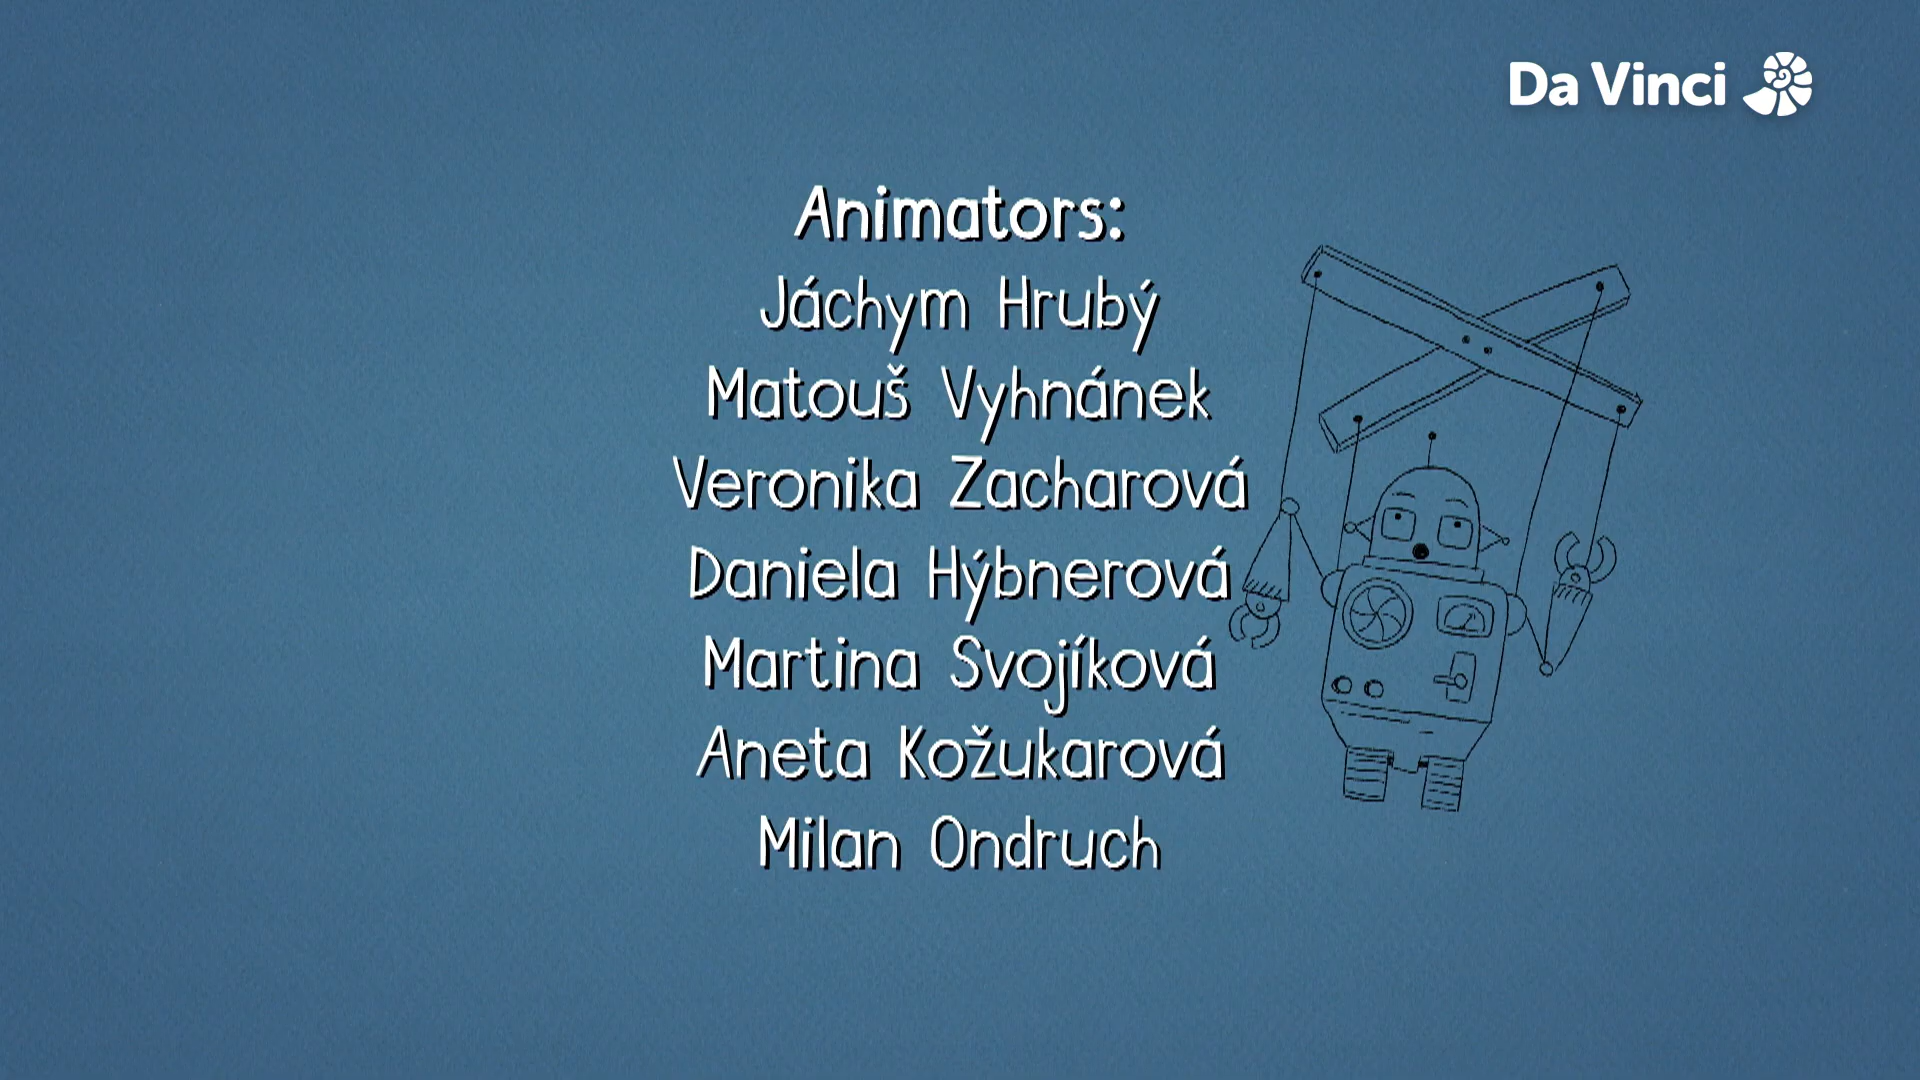 Da Vinci
Animators:
Jáchym Hrubý
Matouš Vyhnánek
Veronika Zacharová
Daniela Hýbnerová
Martina Svojíková
Aneta Kožukarová
Milan Ondruch